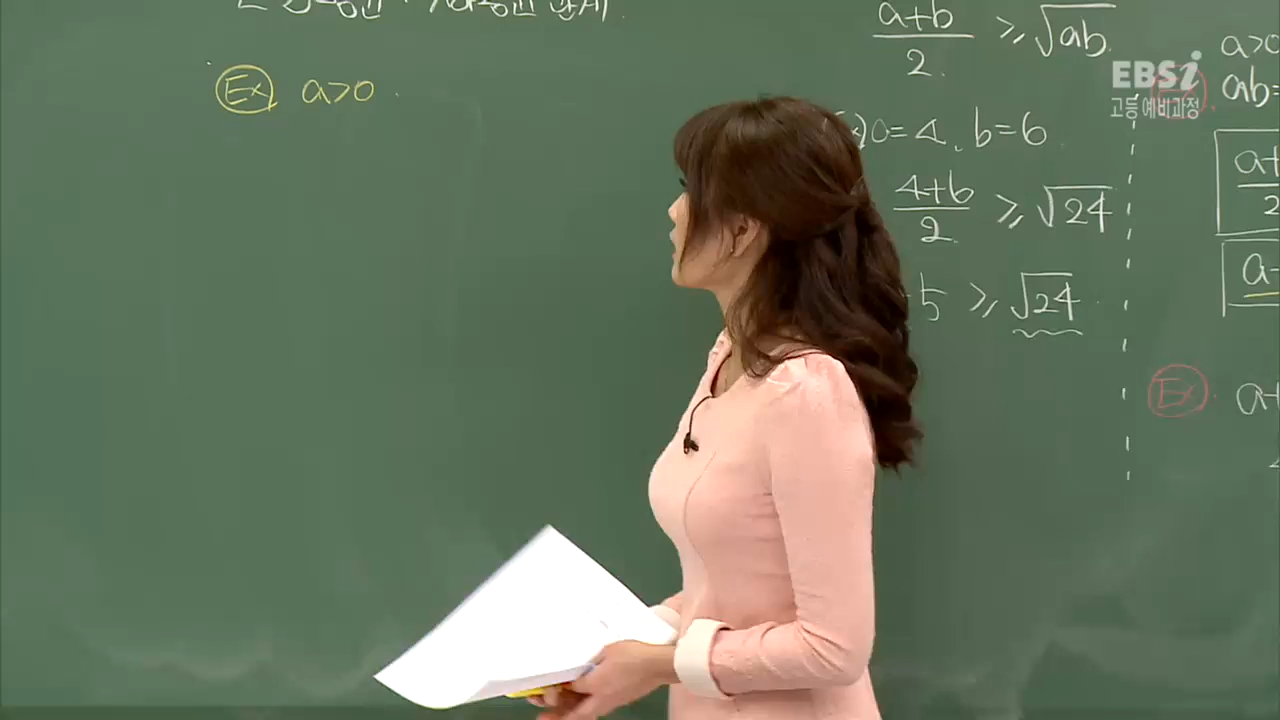 Ex a>0 .
a+b/2 ≥ √ab
a=4, b=6
4+6/2 ≥ √24
5 ≥ √24
a>0
ab=
a+
2
a+
Ex a+
EBSi
고등 예비과정